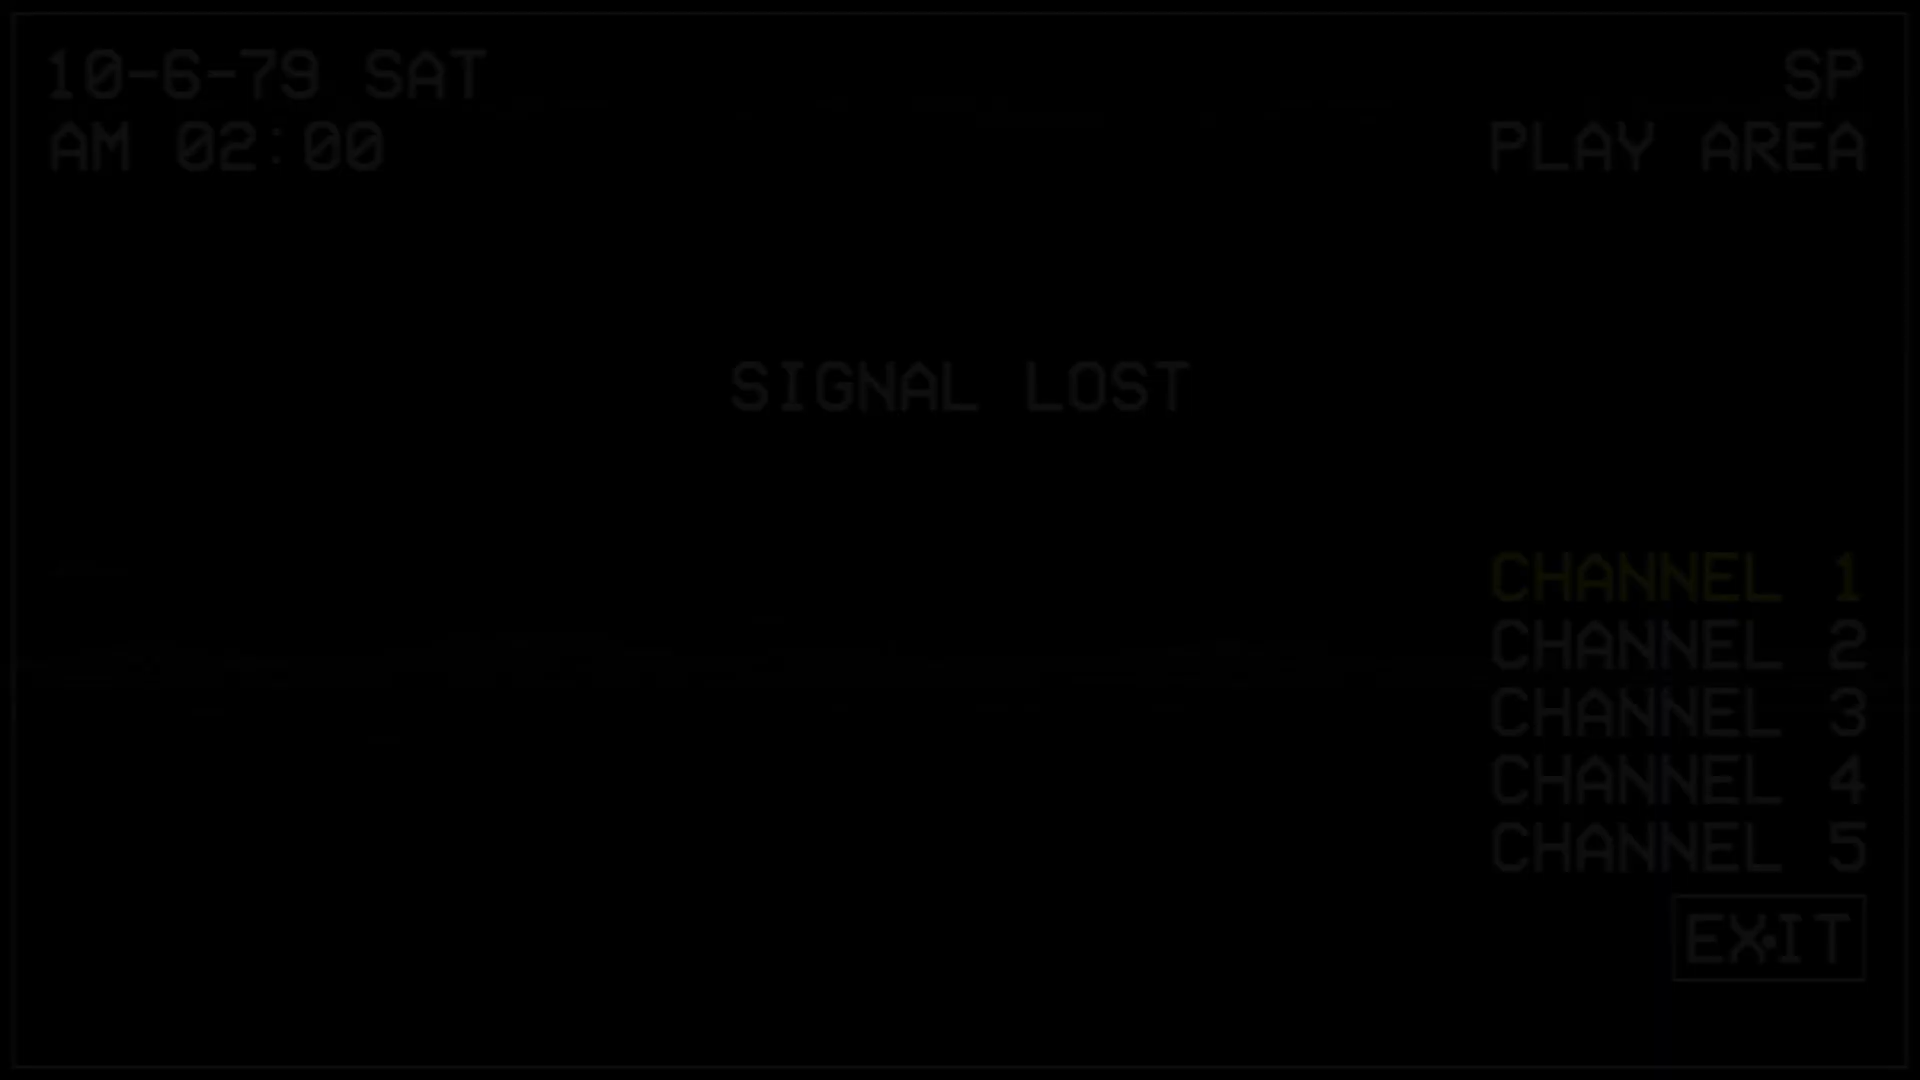 10-6-79 SAT
SP
AM 02:00
PLAY AREA
SIGNAL LOST
CHANNEL 1
CHANNEL 2
CHANNEL 3
CHANNEL 4
CHANNEL 5
EXIT